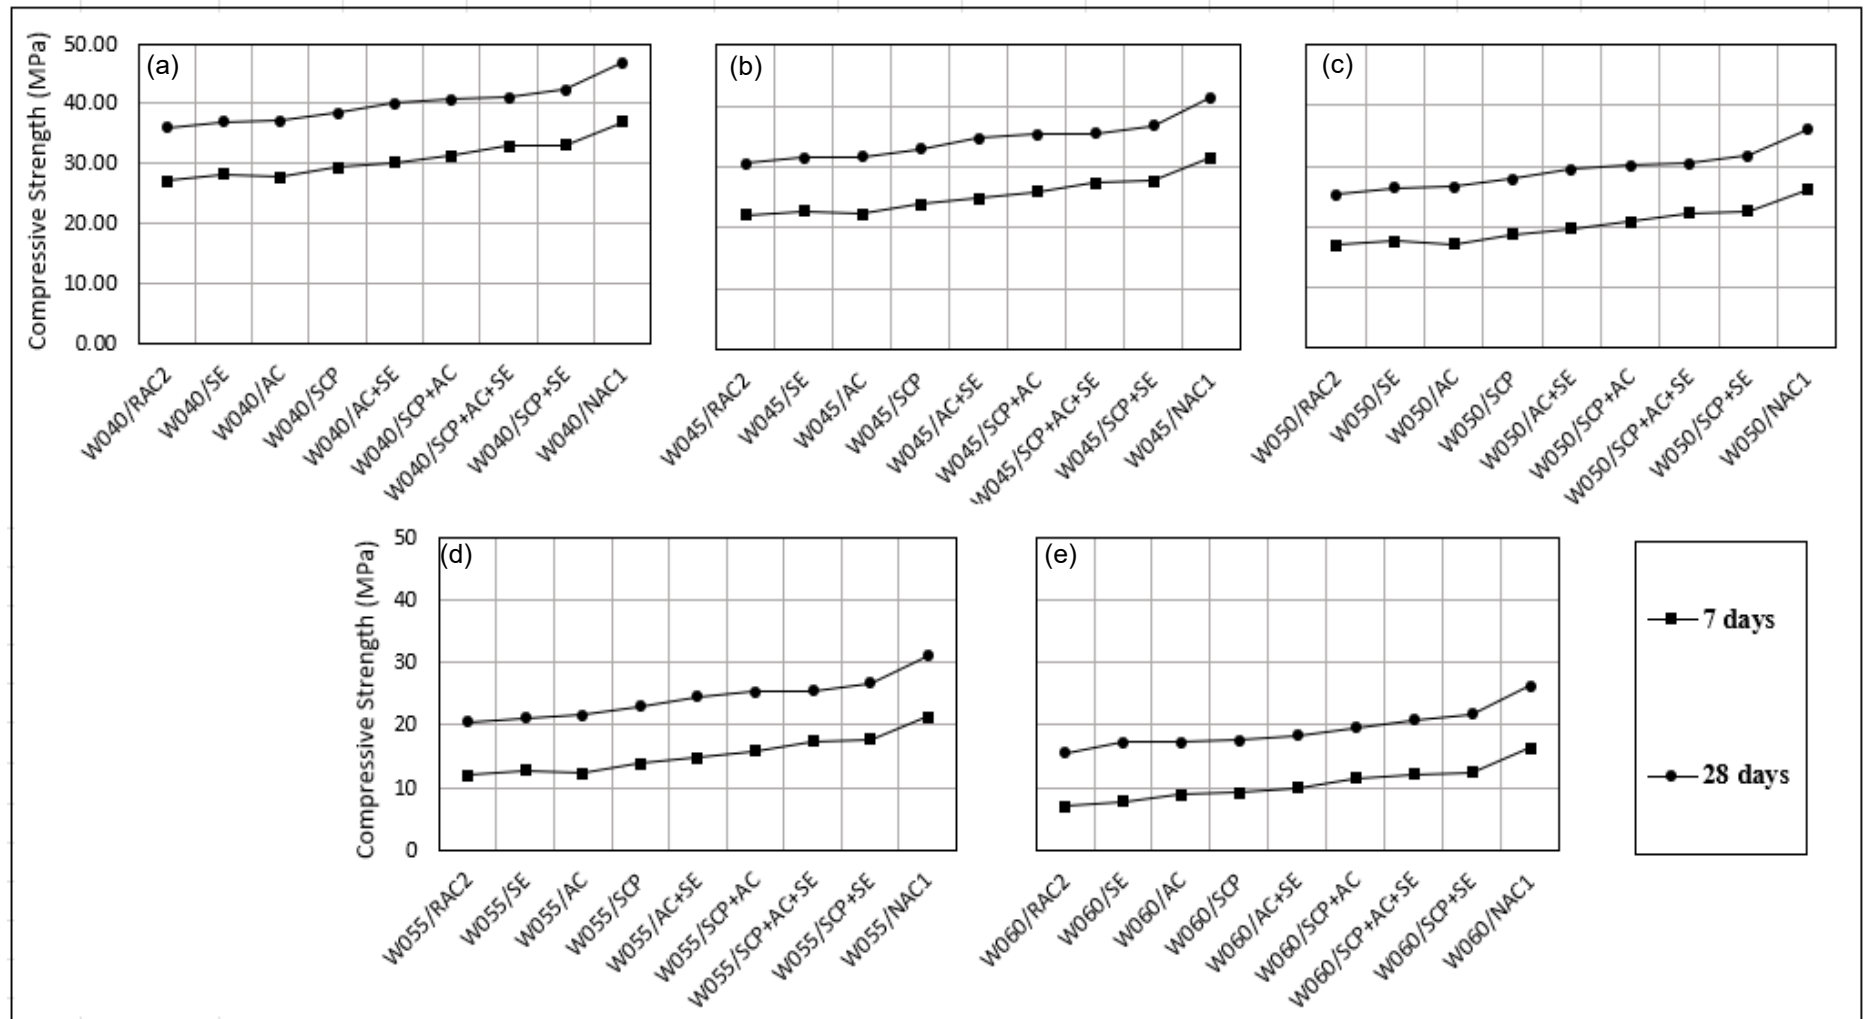 Compressive Strength (MPa)
50.00
40.00
30.00
20.00
10.00
0.00
(a)
W040/RAC2
W040/SE
W040/AC
W040/SCP
W040/AC+SE
W040/SCP+AC
W040/SCP+AC+SE
W040/SCP+SE
W040/NAC1
(b)
W045/RAC2
W045/SE
W045/AC
W045/SCP
W045/AC+SE
W045/SCP+AC
W045/SCP+AC+SE
W045/SCP+SE
W045/NAC1
(c)
W050/RAC2
W050/SE
W050/AC
W050/SCP
W050/AC+SE
W050/SCP+AC
W050/SCP+AC+SE
W050/SCP+SE
W050/NAC1
Compressive Strength (MPa)
50
40
30
20
10
0
(d)
W055/RAC2
W055/SE
W055/AC
W055/SCP
W055/AC+SE
W055/SCP+AC
W055/SCP+AC+SE
W055/SCP+SE
W055/NAC1
(e)
W060/RAC2
W060/SE
W060/AC
W060/SCP
W060/AC+SE
W060/SCP+AC
W060/SCP+AC+SE
W060/SCP+SE
W060/NAC1
7 days
28 days